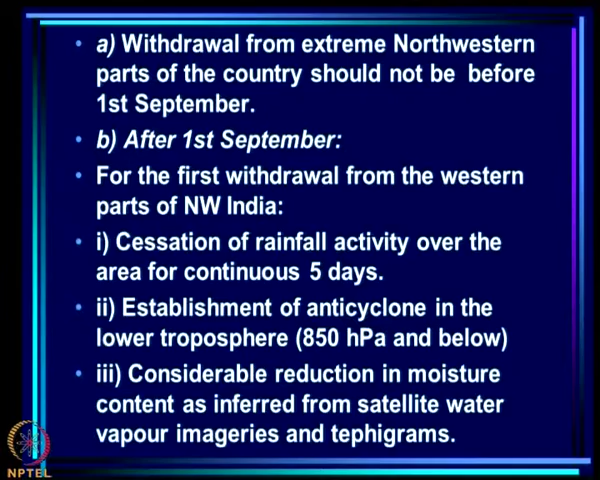 • a) Withdrawal from extreme Northwestern
parts of the country should not be before
1st September.
• b) After 1st September:
• For the first withdrawal from the western
parts of NW India:
• i) Cessation of rainfall activity over the
area for continuous 5 days.
• ii) Establishment of anticyclone in the
lower troposphere (850 hPa and below)
• iii) Considerable reduction in moisture
content as inferred from satellite water
vapour imageries and tephigrams.
NPTEL